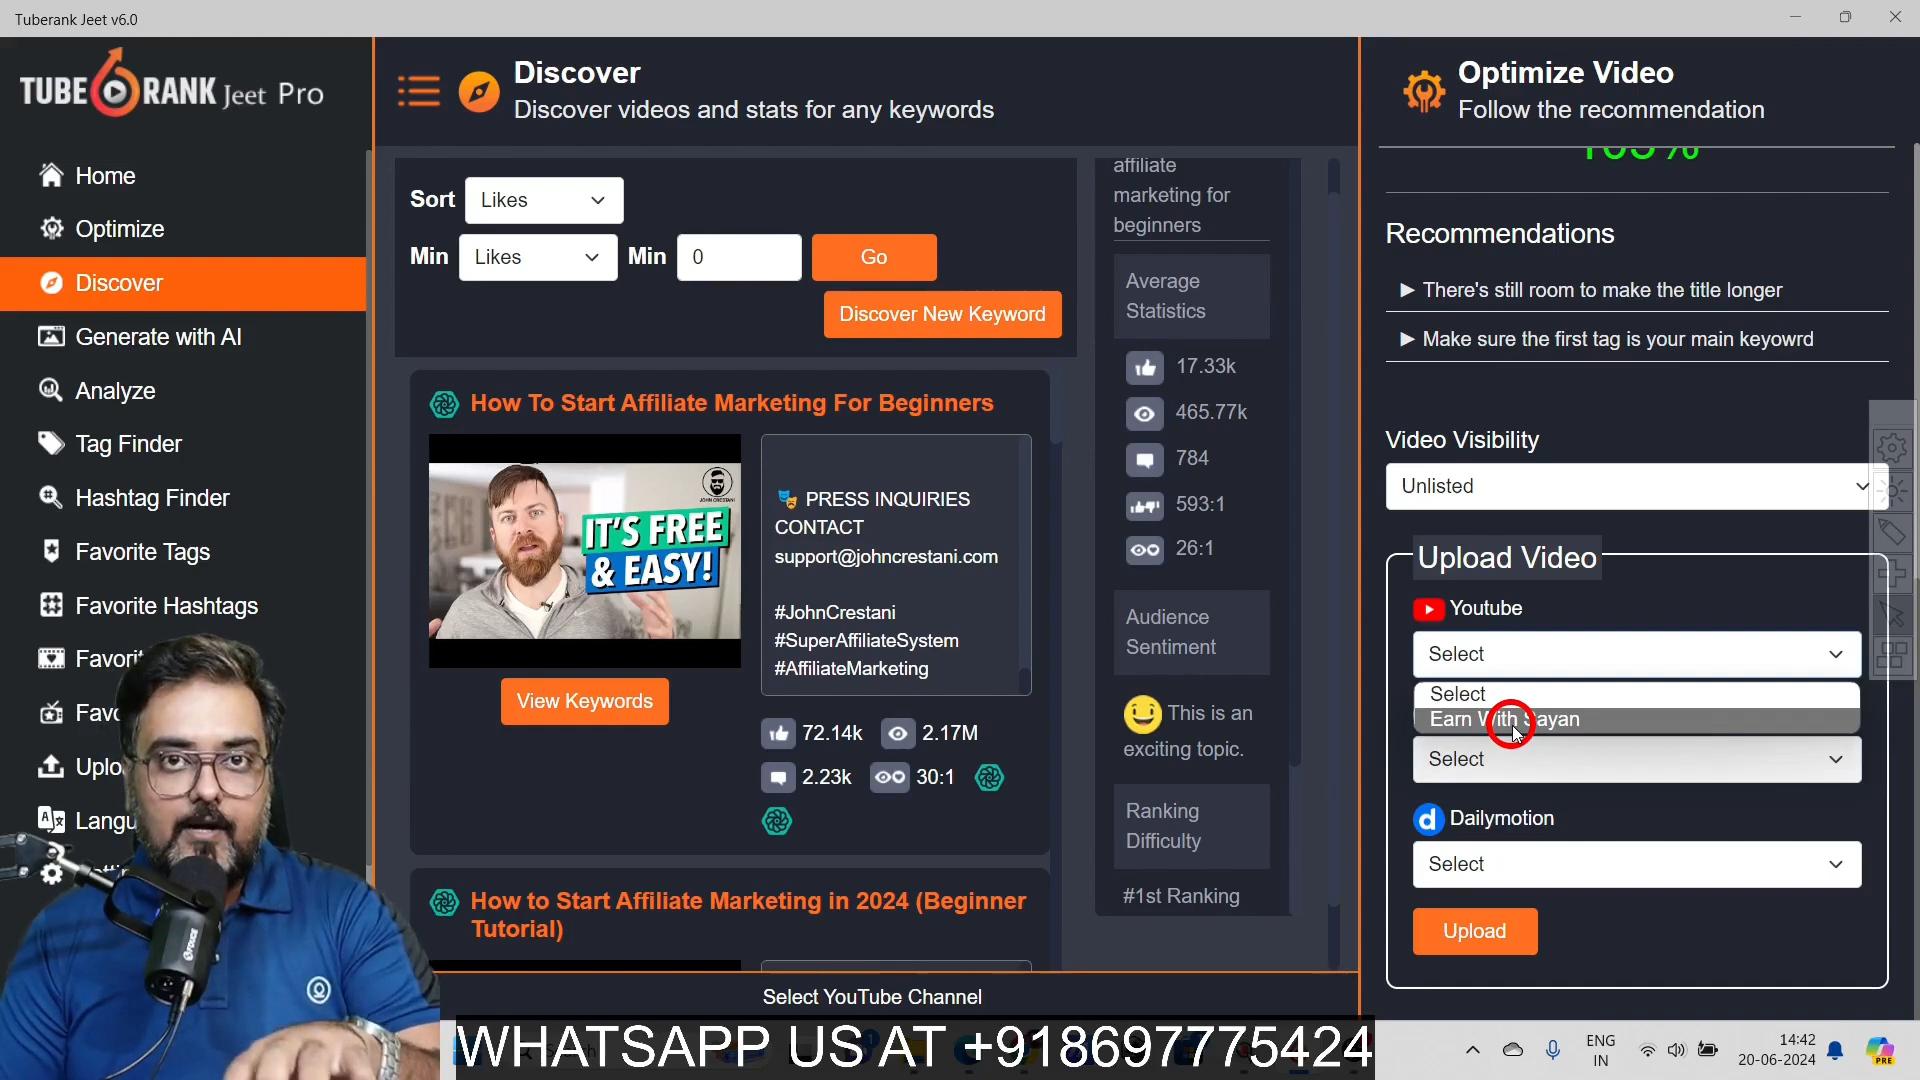 Tuberank Jeet v6.0
TUBE RANK Jeet Pro
Home
Optimize
Discover
Generate with AI
Analyze
Tag Finder
Hashtag Finder
Favorite Tags
Favorite Hashtags
Discover
Discover videos and stats for any keywords
Sort
Likes
Min
Likes
Min
0
Go
Discover New Keyword
How To Start Affiliate Marketing For Beginners
JOHN CRESTANI
IT'S FREE
& EASY!
View Keywords
🎭 PRESS INQUIRIES
CONTACT
support@johncrestani.com
#JohnCrestani
#SuperAffiliateSystem
#AffiliateMarketing
72.14k
2.17M
2.23k
30:1
How to Start Affiliate Marketing in 2024 (Beginner
Tutorial)
affiliate
marketing for
beginners
Average
Statistics
17.33k
465.77k
784
593:1
26:1
Audience
Sentiment
This is an
exciting topic.
Ranking
Difficulty
#1st Ranking
Select YouTube Channel
Optimize Video
Follow the recommendation
Recommendations
► There's still room to make the title longer
► Make sure the first tag is your main keyowrd
Video Visibility
Unlisted
Upload Video
Youtube
Select
Select
Earn With Sayan
Select
Dailymotion
Select
Upload
WHATSAPP US AT +918697775424
ENG
IN
14:42
20-06-2024
PRE